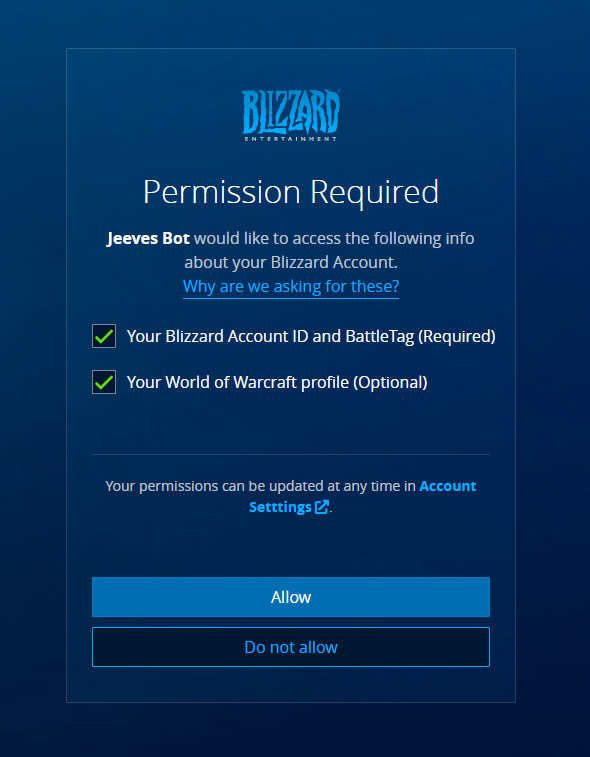 BLIZZARD
ENTERTAINMENT
Permission Required
Jeeves Bot would like to access the following info
about your Blizzard Account.
Why are we asking for these?
Your Blizzard Account ID and BattleTag (Required)
Your World of Warcraft profile (Optional)
Your permissions can be updated at any time in Account
Setttings.
Allow
Do not allow